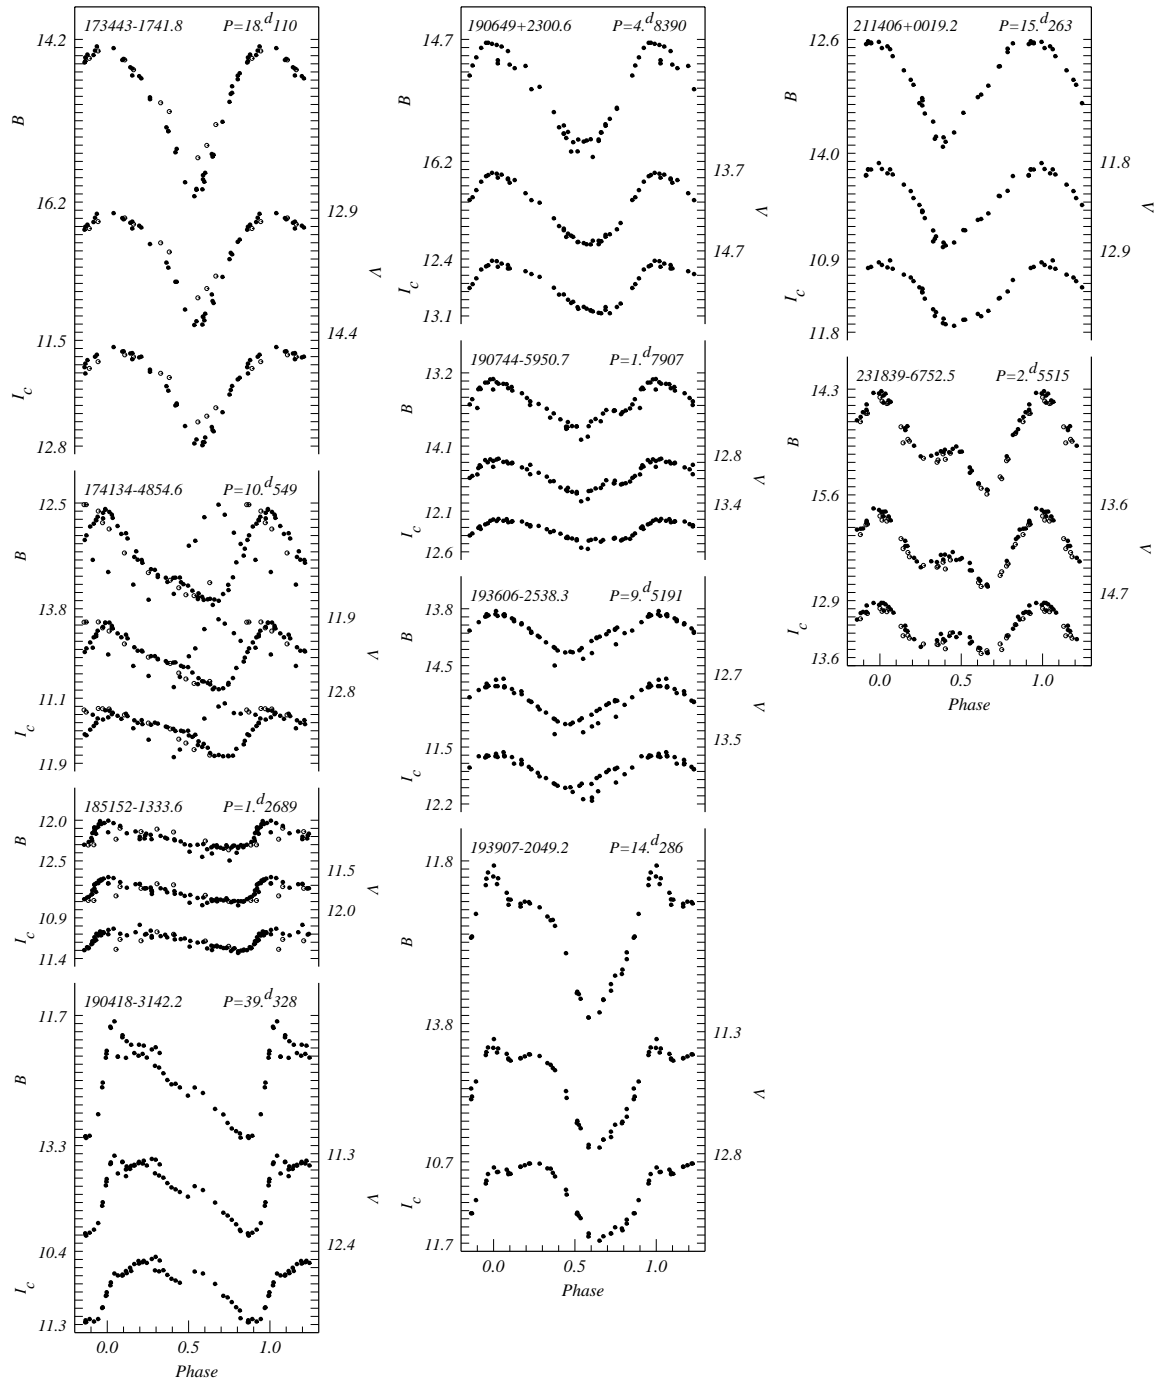 173443-1741.8 P=18.d110
14.2
B
16.2
12.9
V
14.4
11.5
Ic
12.8
174134-4854.6 P=10.d549
12.5
B
13.8
11.9
V
12.8
11.1
Ic
11.9
185152-1333.6 P=1.d2689
12.0
B
12.5
11.5
V
12.0
10.9
Ic
11.4
190418-3142.2 P=39.d328
11.7
B
13.3
11.3
V
12.4
10.4
Ic
11.3
0.0 0.5 1.0
Phase
190649+2300.6 P=4.d8390
14.7
B
16.2
13.7
V
14.7
12.4
Ic
13.1
190744-5950.7 P=1.d7907
13.2
B
14.1
12.8
V
13.4
12.1
Ic
12.6
193606-2538.3 P=9.d5191
13.8
B
14.5
12.7
V
13.5
11.5
Ic
12.2
193907-2049.2 P=14.d286
11.8
B
13.8
11.3
V
12.8
10.7
Ic
11.7
0.0 0.5 1.0
Phase
211406+0019.2 P=15.d263
12.6
B
14.0
11.8
V
12.9
10.9
Ic
11.8
231839-6752.5 P=2.d5515
14.3
B
15.6
13.6
V
14.7
12.9
Ic
13.6
0.0 0.5 1.0
Phase